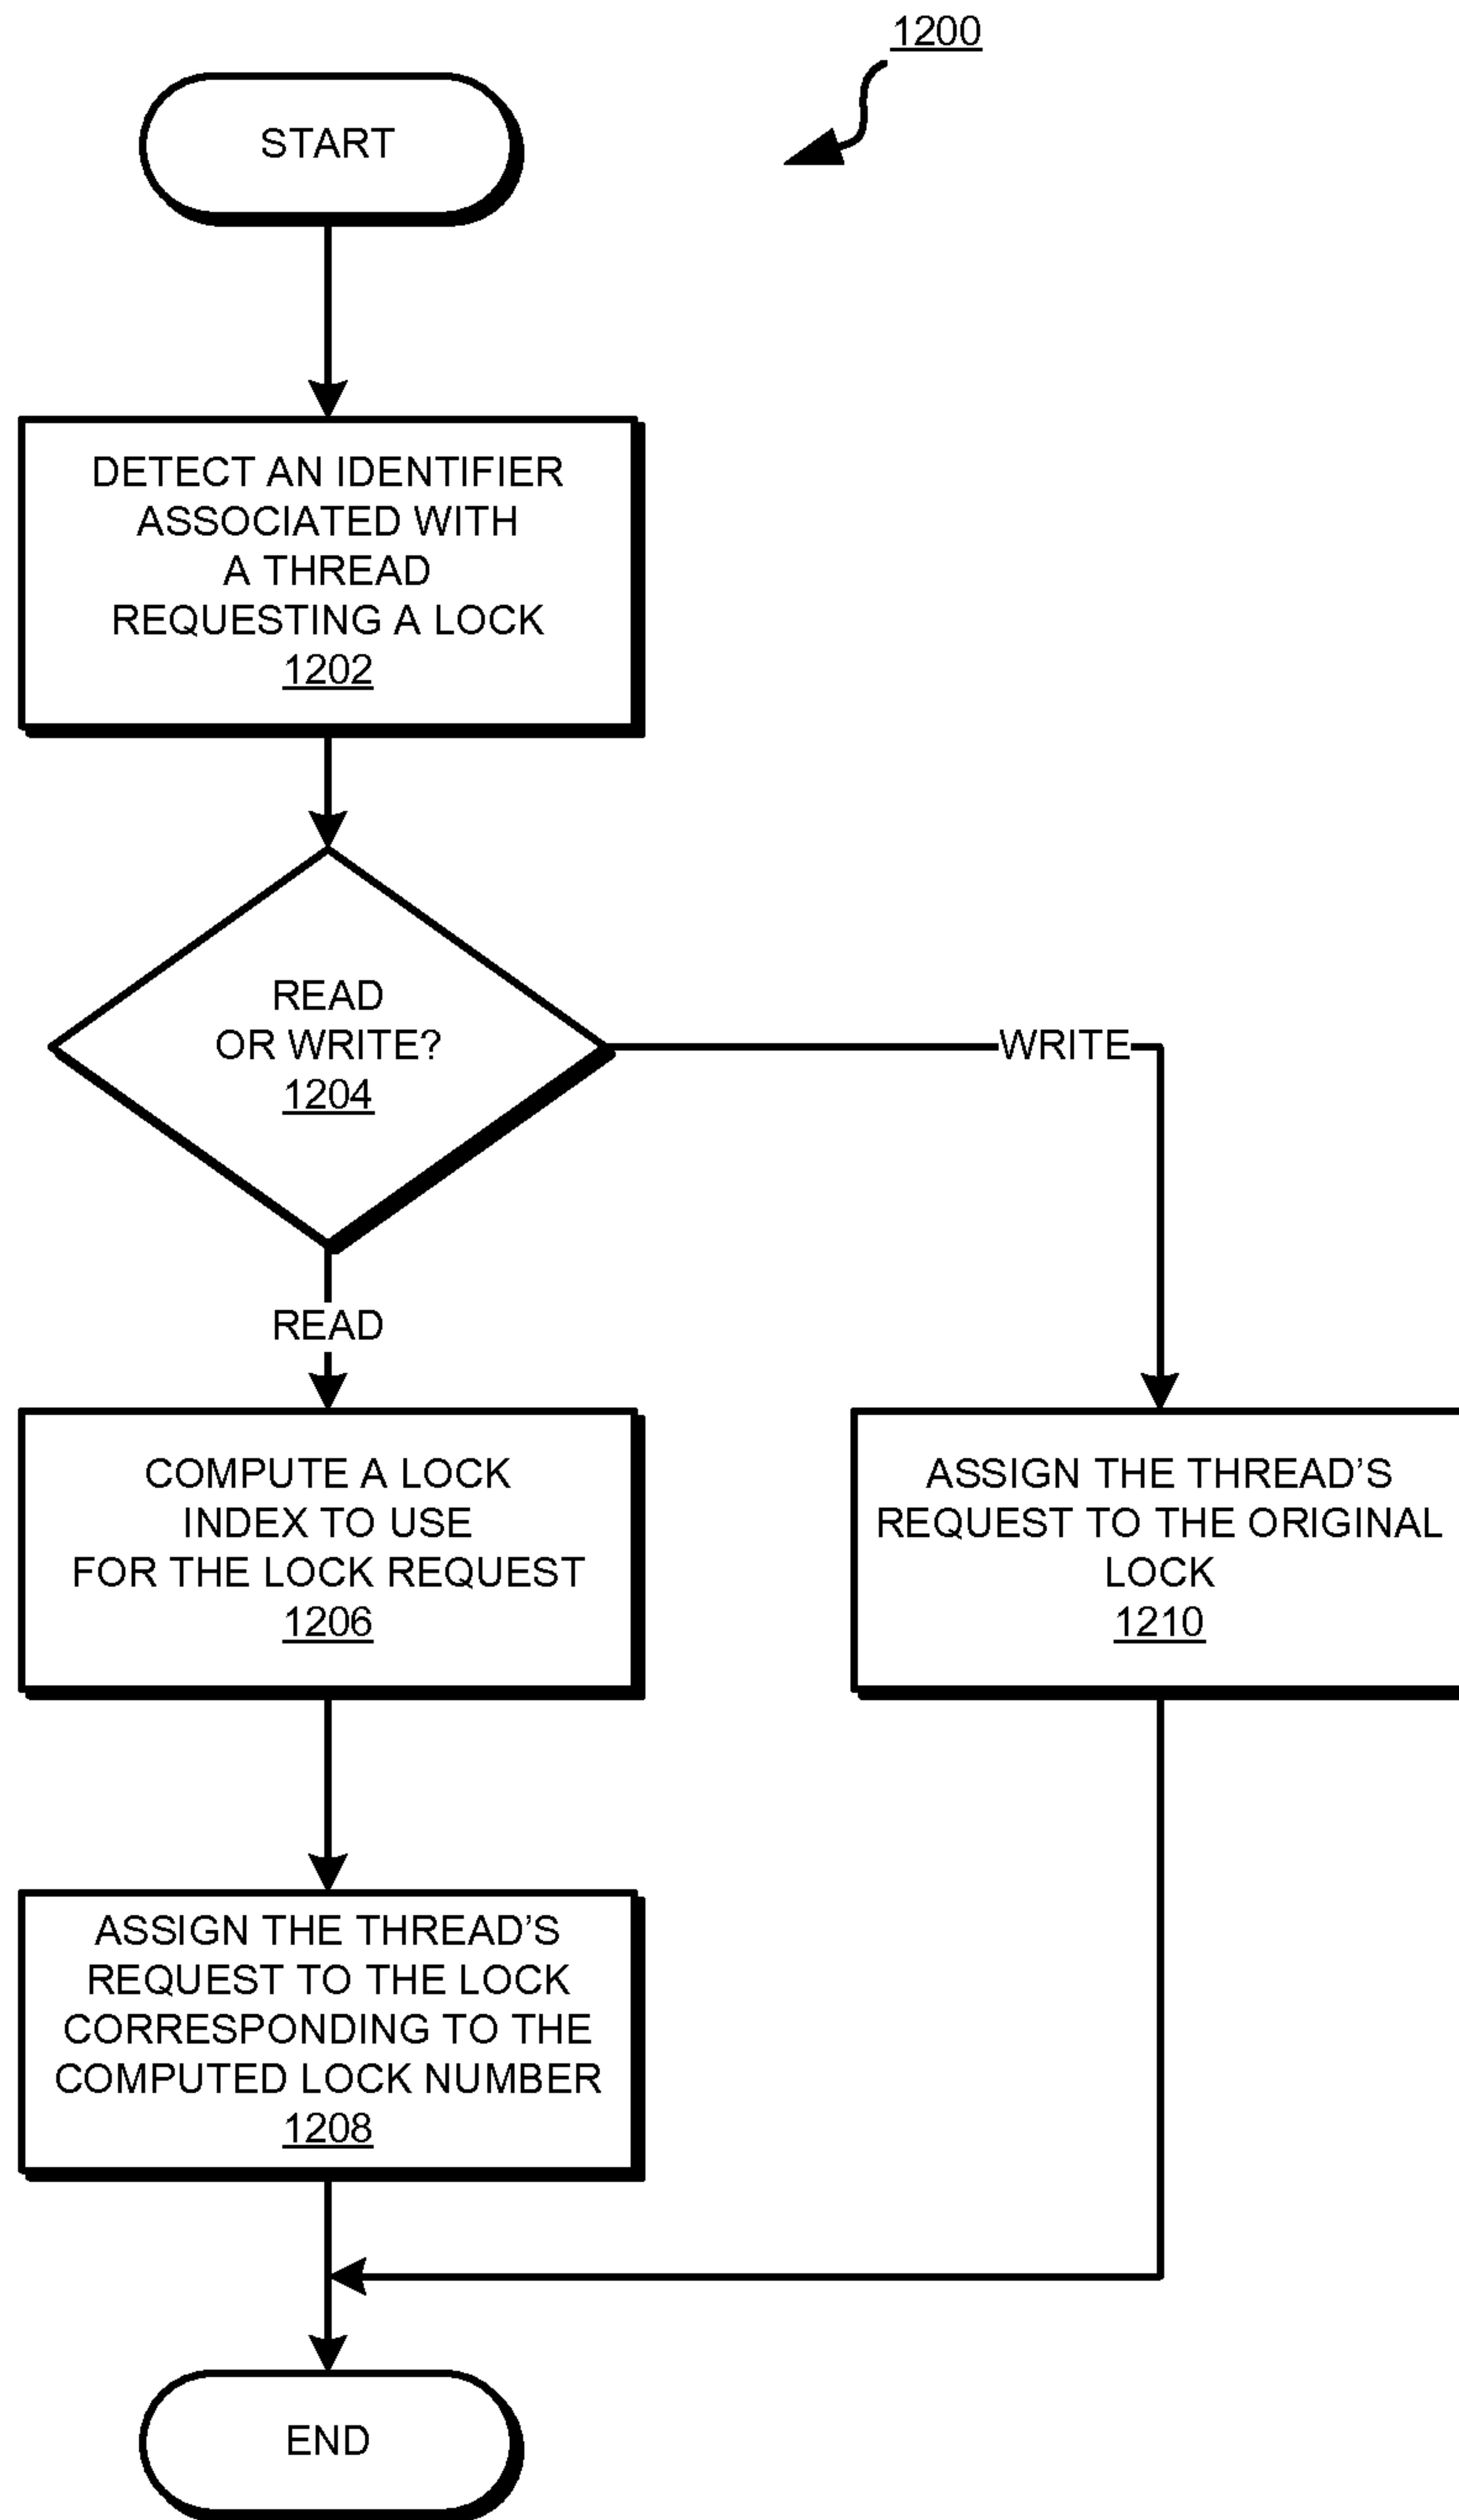 1200
START
DETECT AN IDENTIFIER
ASSOCIATED WITH
A THREAD
REQUESTING A LOCK
1202
READ
OR WRITE?
1204
WRITE
READ
COMPUTE A LOCK
INDEX TO USE
FOR THE LOCK REQUEST
1206
ASSIGN THE THREAD'S
REQUEST TO THE ORIGINAL
LOCK
1210
ASSIGN THE THREAD'S
REQUEST TO THE LOCK
CORRESPONDING TO THE
COMPUTED LOCK NUMBER
1208
END